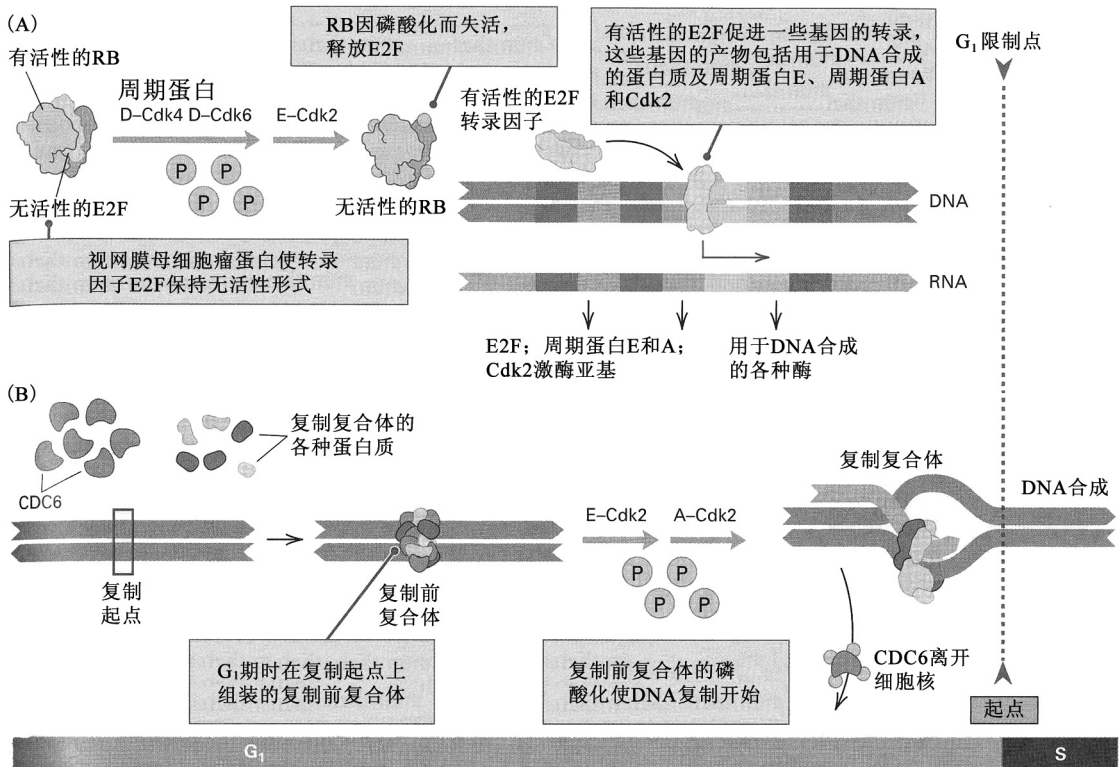 (A)
有活性的RB
无活性的E2F
视网膜母细胞瘤蛋白使转录
因子E2F保持无活性形式
周期蛋白
D–Cdk4 D–Cdk6
E–Cdk2
P
P
P
P
RB因磷酸化而失活，
释放E2F
无活性的RB
有活性的E2F
转录因子
有活性的E2F促进一些基因的转录，
这些基因的产物包括用于DNA合成
的蛋白质及周期蛋白E、周期蛋白A
和Cdk2
G₁限制点
DNA
RNA
E2F；周期蛋白E和A；
Cdk2激酶亚基
用于DNA合成
的各种酶
(B)
CDC6
复制复合体的
各种蛋白质
复制
起点
复制前
复合体
G₁期时在复制起点上
组装的复制前复合体
E–Cdk2
A–Cdk2
P
P
P
P
复制前复合体的磷
酸化使DNA复制开始
复制复合体
DNA合成
CDC6离开
细胞核
起点
G₁
S